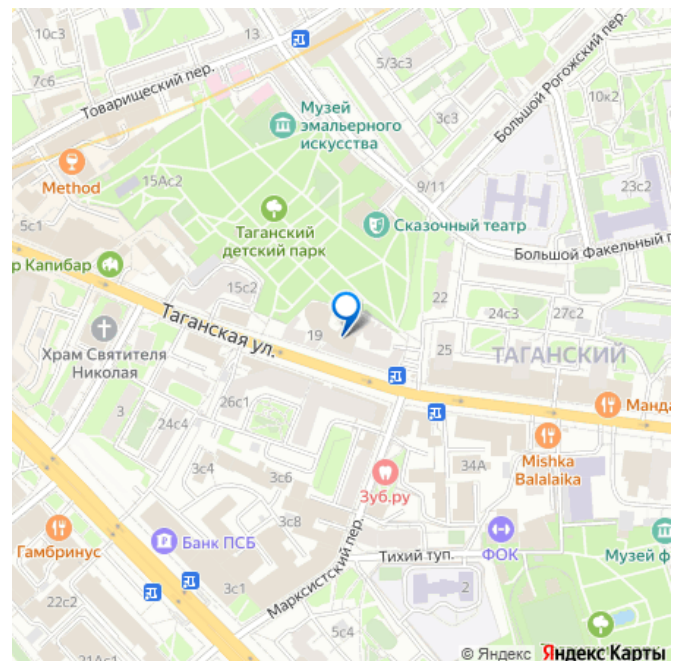 10с3
13
5/3с3
7с6
Товарищеский пер.
Большой Рогожский пер.
10к2
Музей
эмальерного
искусства
3с3
Method
15Ас2
9/11
23с2
5с1
Таганский
детский парк
Сказочный театр
р Капибар
Большой Факельный п
15с2
22
24с3
27с2
Таганская ул.
19
Храм Святителя
Николая
25
ТАГАНСКИЙ
26с1
Манда
3
24с4
Mishka
Balalaika
3с4
3с6
Зуб.ру
34А
Гамбринус
Банк ПСБ
3с8
ФОК
Музей ф
Тихий туп.
Марксистский пер.
3с1
2
22с2
5с4
21Ас1
© Яндекс
Яндекс Карты